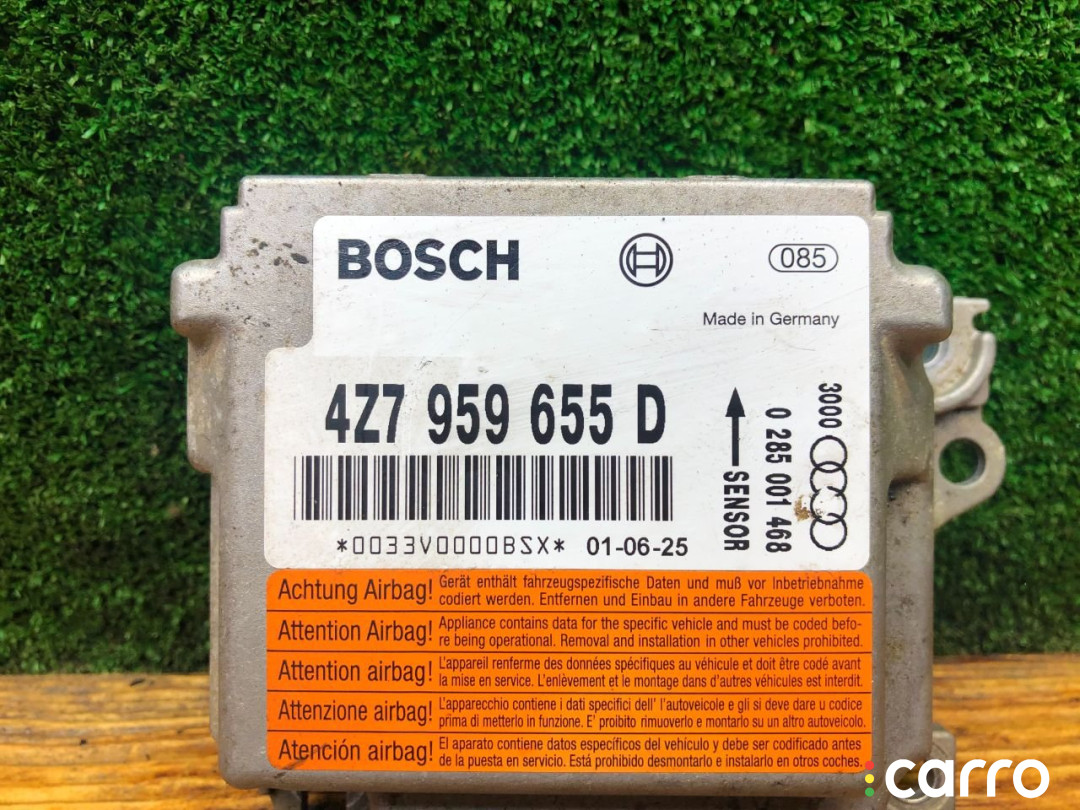 BOSCH
085
Made in Germany
4Z7 959 655 D
SENSOR
0 285 001 468
3000
*0033V0000BSX* 01-06-25
Achtung Airbag! Gerät enthält fahrzeugspezifische Daten und muß vor Inbetriebnahme
codiert werden. Entfernen und Einbau in andere Fahrzeuge verboten.
Attention Airbag! Appliance contains data for the specific vehicle and must be coded befo-
re being operational. Removal and installation in other vehicles prohibited.
Attention airbag! L'appareil renferme des données spécifiques au véhicule et doit être codé avant
la mise en service. L'enlèvement et le montage dans d'autres véhicules est interdit.
Attenzione airbag! L'apparecchio contiene i dati specifici dell' l'autoveicolo e gli si deve dare u codice
prima di metterlo in funzione. E' proibito rimuoverlo e montarlo su un altro autoveicolo.
Atención airbag! El aparato contiene datos específicos del vehículo y debe ser codificado antes
de la puesta en servicio. Está prohibido desmontarlo e instalarlo en otros coches.
carro